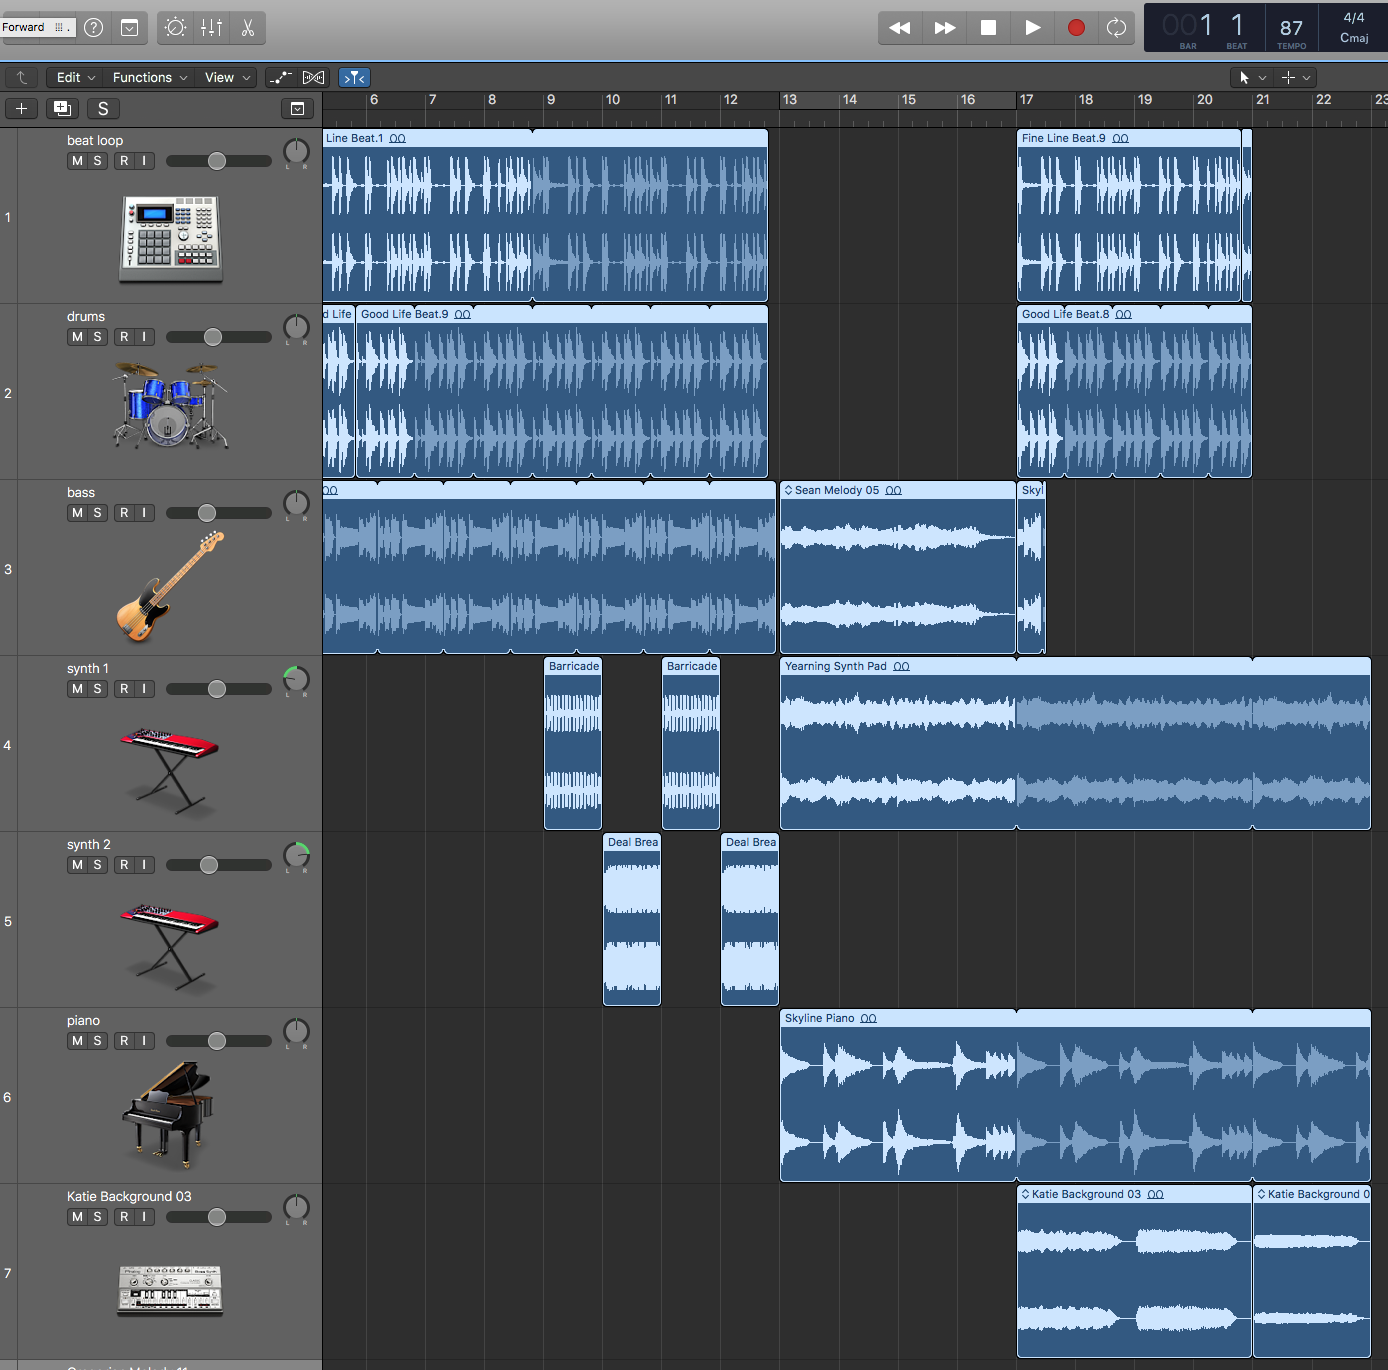 Forward
001 1 87 4/4
BAR BEAT TEMPO Cmaj
Edit Functions View
S
6 7 8 9 10 11 12 13 14 15 16 17 18 19 20 21 22 23
1
beat loop
M S R I
L R
Line Beat.1
Fine Line Beat.9
2
drums
M S R I
L R
d Life
Good Life Beat.9
Good Life Beat.8
3
bass
M S R I
L R
Sean Melody 05
Skyl
4
synth 1
M S R I
L R
Barricade
Barricade
Yearning Synth Pad
5
synth 2
M S R I
L R
Deal Brea
Deal Brea
6
piano
M S R I
L R
Skyline Piano
7
Katie Background 03
M S R I
L R
Katie Background 03
Katie Background 0